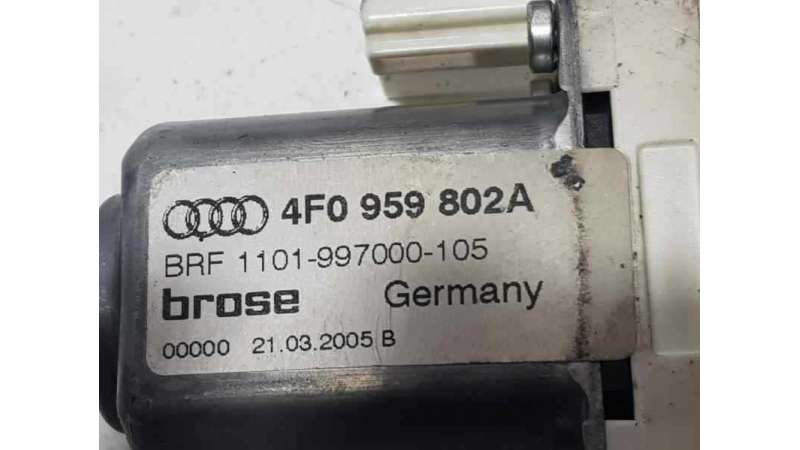 4F0 959 802A
BRF 1101-997000-105
brose Germany
00000 21.03.2005 B